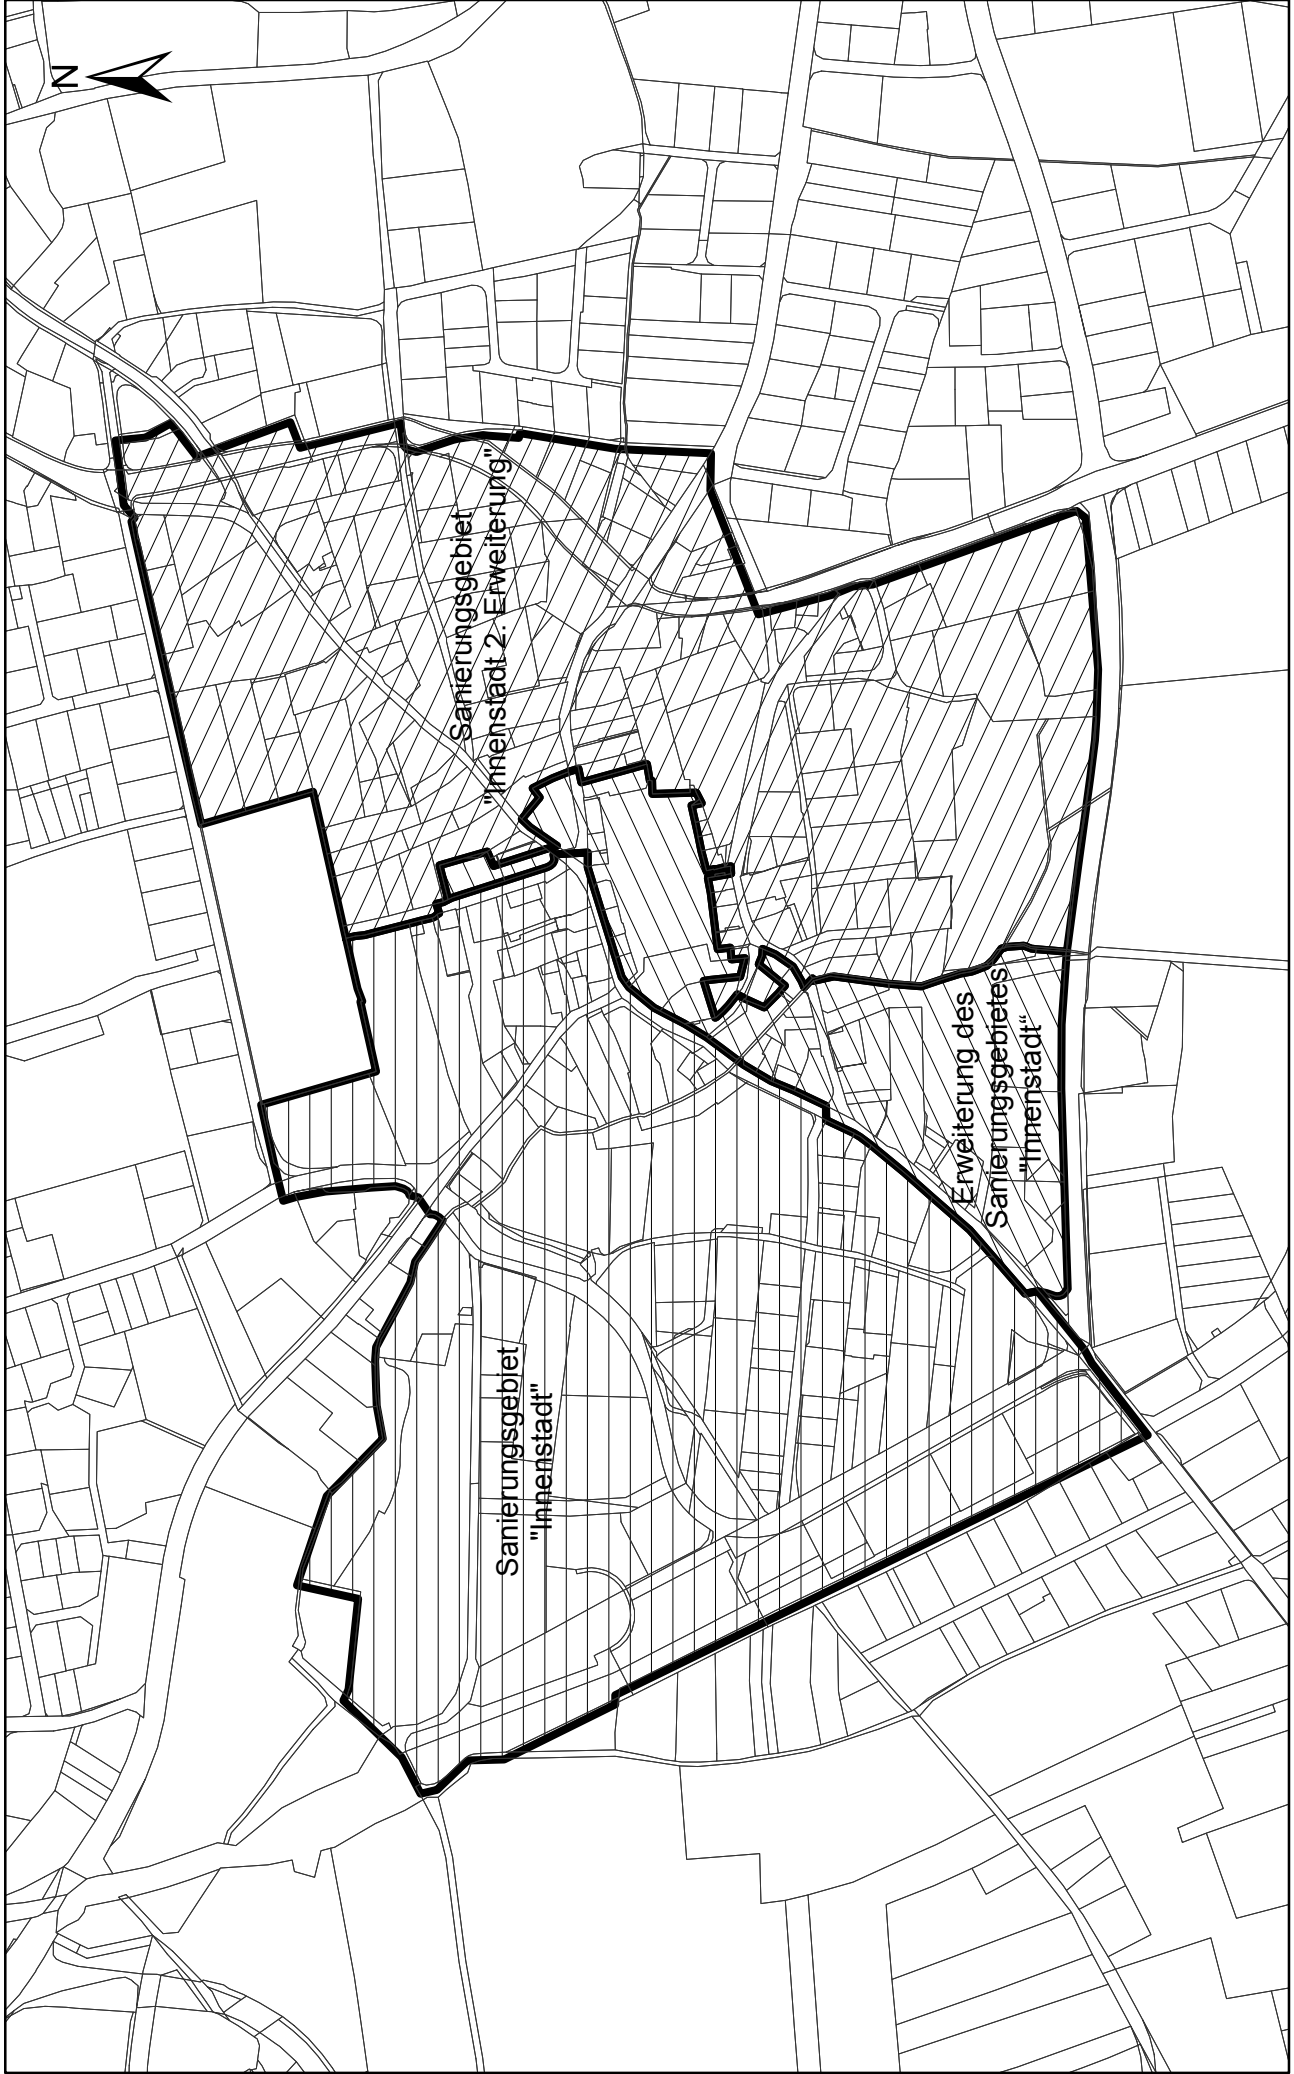 N
Sanierungsgebiet
"Innenstadt 2. Erweiterung"
Erweiterung des
Sanierungsgebietes
"Innenstadt"
Sanierungsgebiet
"Innenstadt"